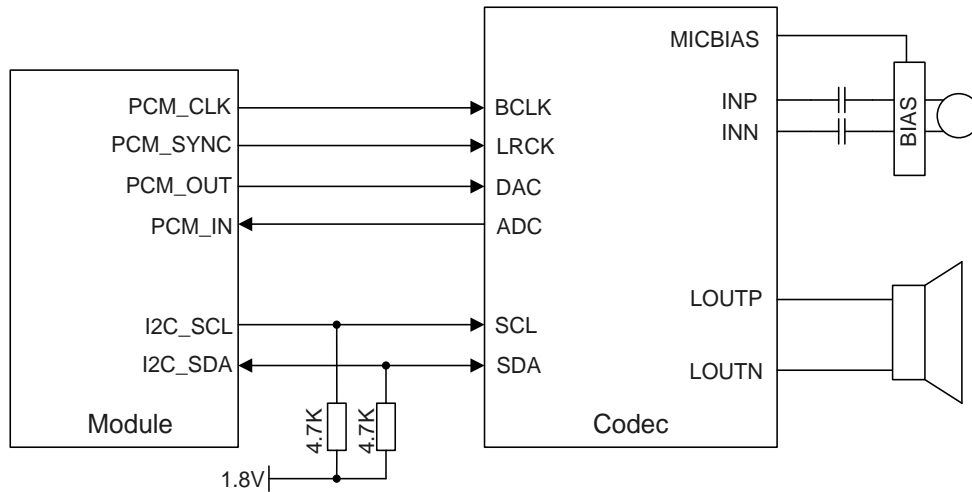 MICBIAS
PCM_CLK
BCLK
INP
PCM_SYNC
LRCK
INN
BIAS
PCM_OUT
DAC
PCM_IN
ADC
LOUTP
I2C_SCL
SCL
I2C_SDA
SDA
LOUTN
4.7K
4.7K
Module
Codec
1.8V